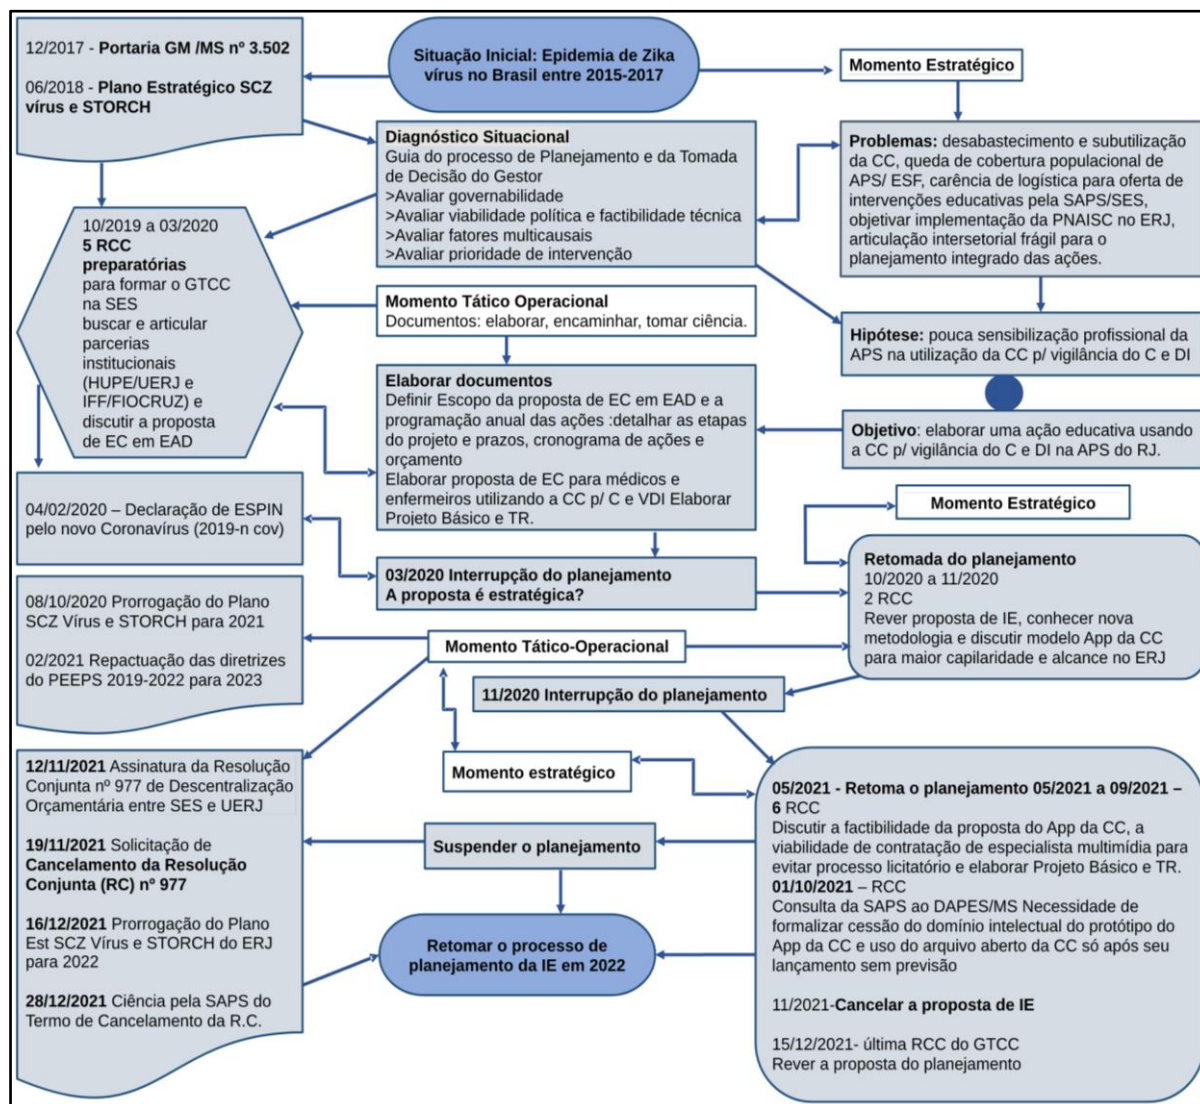 12/2017 - Portaria GM /MS nº 3.502
06/2018 - Plano Estratégico SCZ
vírus e STORCH
Situação Inicial: Epidemia de Zika
vírus no Brasil entre 2015-2017
Momento Estratégico
Diagnóstico Situacional
Guia do processo de Planejamento e da Tomada
de Decisão do Gestor
>Avaliar governabilidade
>Avaliar viabilidade política e factibilidade técnica
>Avaliar fatores multicausais
>Avaliar prioridade de intervenção
Problemas: desabastecimento e subutilização
da CC, queda de cobertura populacional de
APS/ ESF, carência de logística para oferta de
intervenções educativas pela SAPS/SES,
objetivar implementação da PNAISC no ERJ,
articulação intersetorial frágil para o
planejamento integrado das ações.
10/2019 a 03/2020
5 RCC
preparatórias
para formar o GTCC
na SES
buscar e articular
parcerias
institucionais
(HUPE/UERJ e
IFF/FIOCRUZ) e
discutir a proposta
de EC em EAD
Momento Tático Operacional
Documentos: elaborar, encaminhar, tomar ciência.
Hipótese: pouca sensibilização profissional da
APS na utilização da CC p/ vigilância do C e DI
Elaborar documentos
Definir Escopo da proposta de EC em EAD e a
programação anual das ações :detalhar as etapas
do projeto e prazos, cronograma de ações e
orçamento
Elaborar proposta de EC para médicos e
enfermeiros utilizando a CC p/ C e VDI Elaborar
Projeto Básico e TR.
Objetivo: elaborar uma ação educativa usando
a CC p/ vigilância do C e DI na APS do RJ.
04/02/2020 – Declaração de ESPIN
pelo novo Coronavírus (2019-n cov)
Momento Estratégico
03/2020 Interrupção do planejamento
A proposta é estratégica?
Retomada do planejamento
10/2020 a 11/2020
2 RCC
Rever proposta de IE, conhecer nova
metodologia e discutir modelo App da CC
para maior capilaridade e alcance no ERJ
08/10/2020 Prorrogação do Plano
SCZ Vírus e STORCH para 2021
02/2021 Repactuação das diretrizes
do PEEPS 2019-2022 para 2023
Momento Tático-Operacional
11/2020 Interrupção do planejamento
12/11/2021 Assinatura da Resolução
Conjunta nº 977 de Descentralização
Orçamentária entre SES e UERJ
19/11/2021 Solicitação de
Cancelamento da Resolução
Conjunta (RC) nº 977
16/12/2021 Prorrogação do Plano
Est SCZ Vírus e STORCH do ERJ
para 2022
28/12/2021 Ciência pela SAPS do
Termo de Cancelamento da R.C.
Momento estratégico
Suspender o planejamento
Retomar o processo de
planejamento da IE em 2022
05/2021 - Retoma o planejamento 05/2021 a 09/2021 –
6 RCC
Discutir a factibilidade da proposta do App da CC, a
viabilidade de contratação de especialista multimídia para
evitar processo licitatório e elaborar Projeto Básico e TR.
01/10/2021 – RCC
Consulta da SAPS ao DAPES/MS Necessidade de
formalizar cessão do domínio intelectual do protótipo do
App da CC e uso do arquivo aberto da CC só após seu
lançamento sem previsão
11/2021-Cancelar a proposta de IE
15/12/2021- última RCC do GTCC
Rever a proposta do planejamento